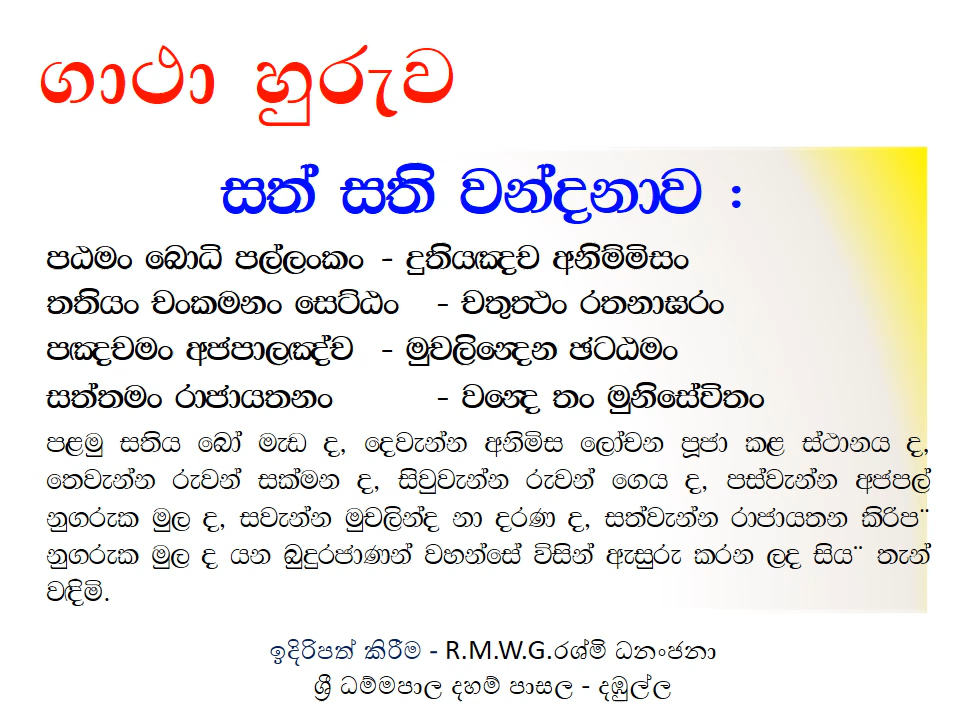 ගාථා හුරුව
සත් සති වන්දනාව :
පඨමං බොධි පල්ලංකං - දුතියඤ්ච අනිම්මිසං
තතියං චංකමනං සෙට්ඨං - චතුත්ථං රතනාඝරං
පඤ්චමං අජපාලඤ්ච - මුචලින්දෙන ඡට්ඨමං
සත්තමං රාජායතනං - වන්දෙ තං මුනිසේවිතං
පළමු සතිය බෝ මැඩ ද, දෙවැන්න අනිමිස ලෝචන පූජා කළ ස්ථානය ද,
තෙවැන්න රුවන් සක්මන ද, සිවුවැන්න රුවන් ගෙය ද, පස්වැන්න අජපල්
නුගරුක මුල ද, සවැන්න මුචලින්ද නා දරණ ද, සත්වැන්න රාජායතන කිරිප¨
නුගරුක මුල ද යන බුදුරජාණන් වහන්සේ විසින් ඇසුරු කරන ලද සිය¨ තැන්
වඳිමි.
ඉදිරිපත් කිරීම - R.M.W.G.රශ්මි ධනංජනා
ශ්‍රී ධම්මපාල දහම් පාසල - දඹුල්ල